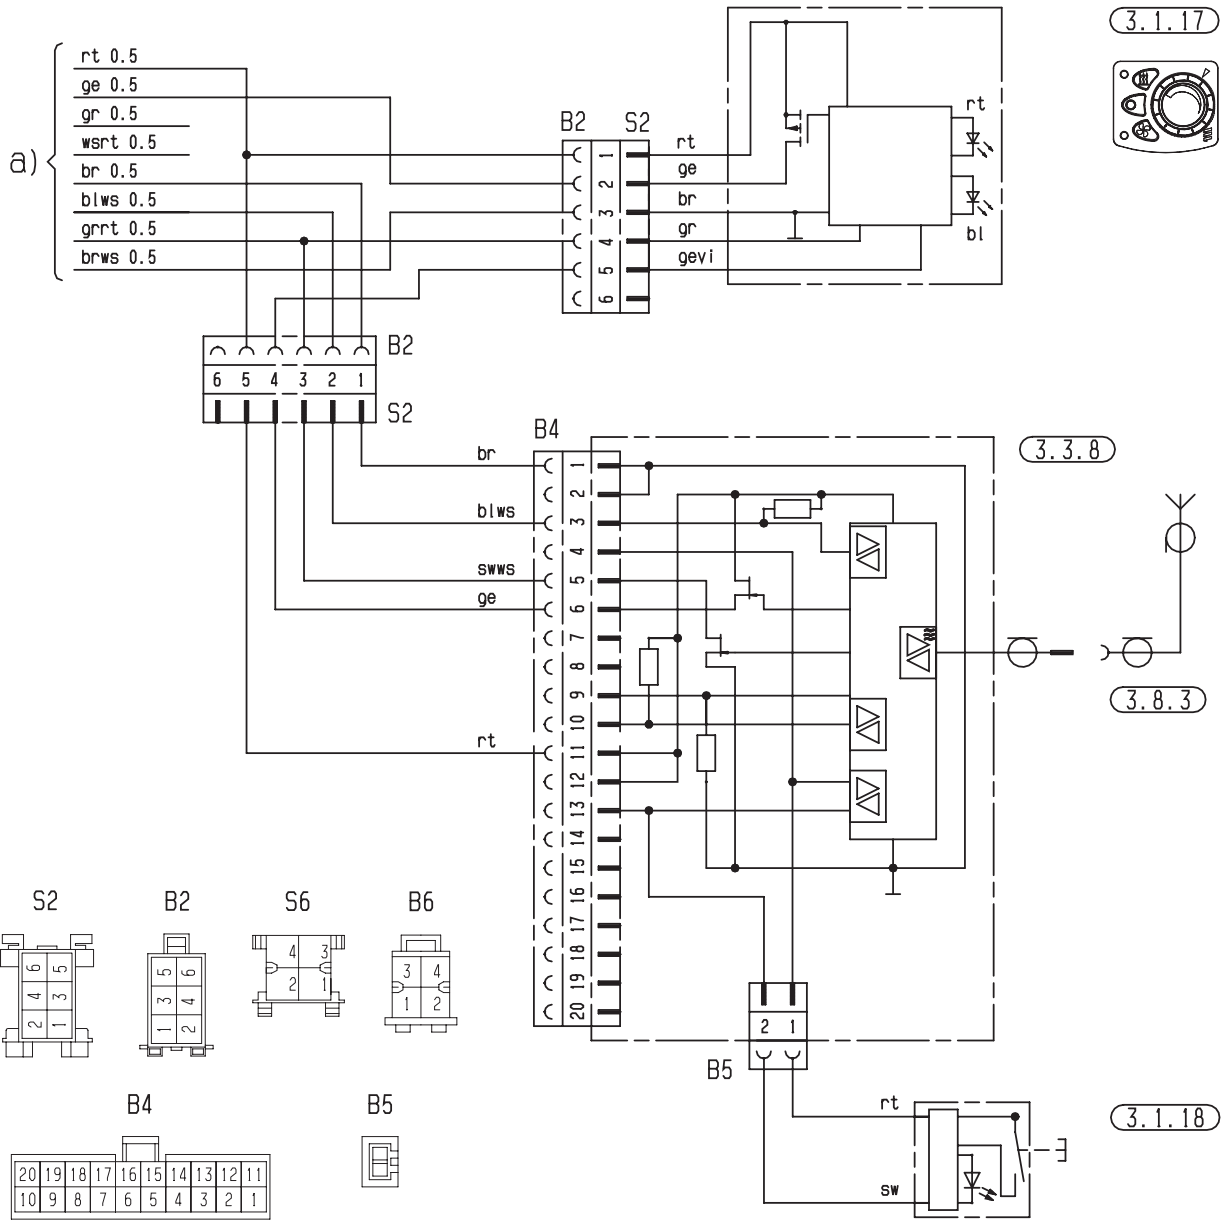 3.1.17
a)
rt 0.5
ge 0.5
gr 0.5
wsrt 0.5
br 0.5
blws 0.5
grrt 0.5
brws 0.5
B2 S2
1
2
3
4
5
6
rt
ge
br
gr
gevi
rt
bl
B2
6 5 4 3 2 1
S2
B4
3.3.8
br
blws
swws
ge
rt
1
2
3
4
5
6
7
8
9
10
11
12
13
14
15
16
17
18
19
20
3.8.3
2 1
B5
rt
sw
3.1.18
S2 B2 S6 B6
6 5
4 3
2 1
5 6
3 4
1 2
4 3
2 1
3 4
1 2
B4 B5
20 19 18 17 16 15 14 13 12 11
10 9 8 7 6 5 4 3 2 1